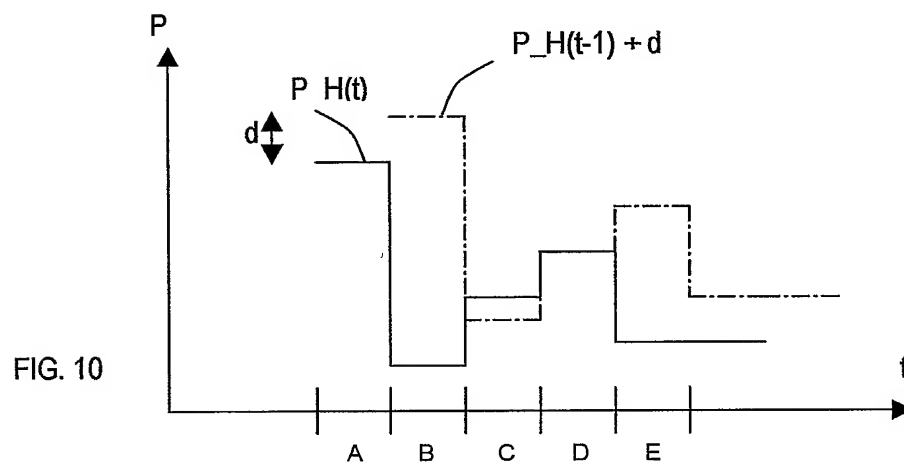 P
P_H(t-1) + d
P H(t)
d
FIG. 10
t
A B C D E